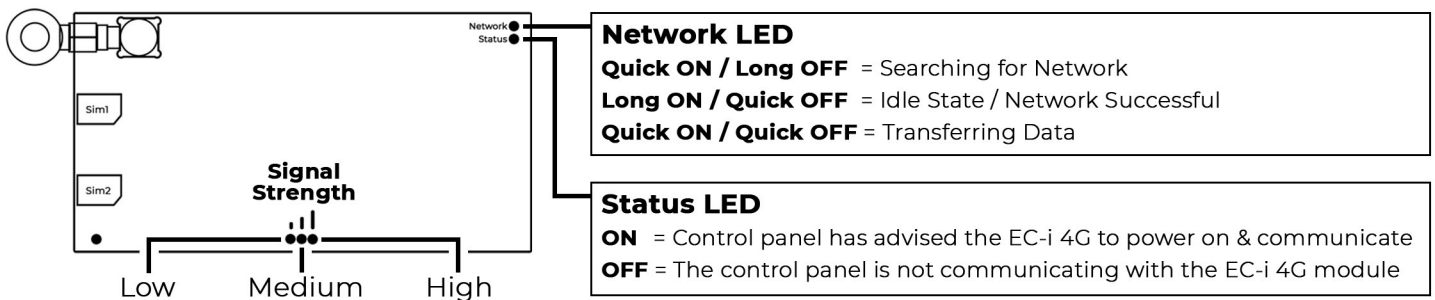 Network
Status
Sim1
Sim2
Signal
Strength
Low
Medium
High
Network LED
Quick ON / Long OFF = Searching for Network
Long ON / Quick OFF = Idle State / Network Successful
Quick ON / Quick OFF = Transferring Data
Status LED
ON = Control panel has advised the EC-i 4G to power on & communicate
OFF = The control panel is not communicating with the EC-i 4G module